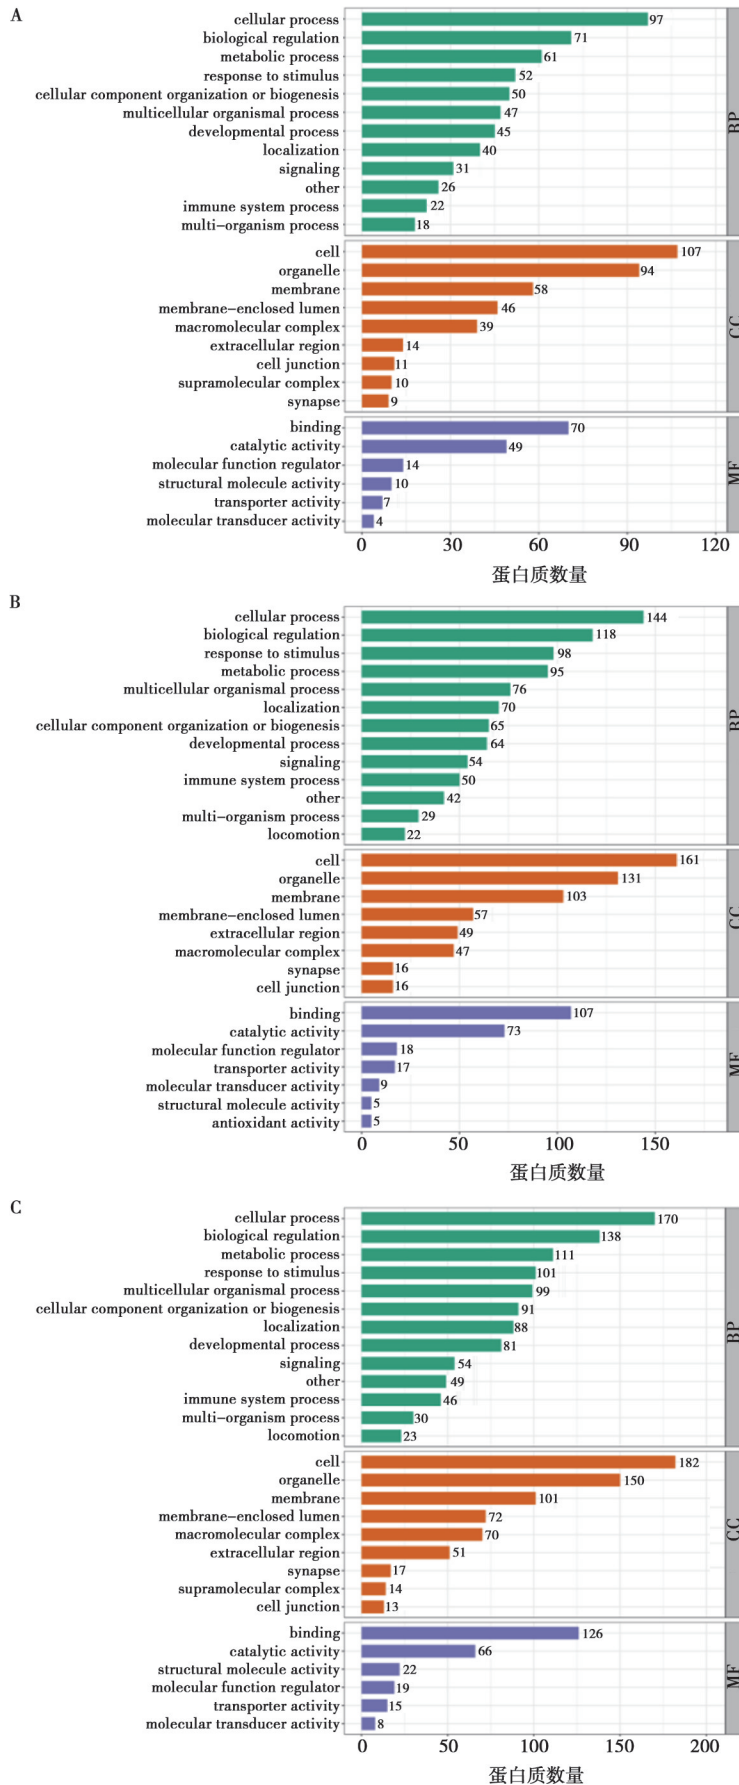 A
cellular process 97
biological regulation 71
metabolic process 61
response to stimulus 52
cellular component organization or biogenesis 50
multicellular organismal process 47
developmental process 45
localization 40
signaling 31
other 26
immune system process 22
multi-organism process 18
BP
cell 107
organelle 94
membrane 58
membrane-enclosed lumen 46
macromolecular complex 39
extracellular region 14
cell junction 11
supramolecular complex 10
synapse 9
CC
binding 70
catalytic activity 49
molecular function regulator 14
structural molecule activity 10
transporter activity 7
molecular transducer activity 4
MF
0 30 60 90 120
蛋白质数量
B
cellular process 144
biological regulation 118
response to stimulus 98
metabolic process 95
multicellular organismal process 76
localization 70
cellular component organization or biogenesis 65
developmental process 64
signaling 54
immune system process 50
other 42
multi-organism process 29
locomotion 22
BP
cell 161
organelle 131
membrane 103
membrane-enclosed lumen 57
extracellular region 49
macromolecular complex 47
synapse 16
cell junction 16
CC
binding 107
catalytic activity 73
molecular function regulator 18
transporter activity 17
molecular transducer activity 9
structural molecule activity 5
antioxidant activity 5
MF
0 50 100 150
蛋白质数量
C
cellular process 170
biological regulation 138
metabolic process 111
response to stimulus 101
multicellular organismal process 99
cellular component organization or biogenesis 91
localization 88
developmental process 81
signaling 54
other 49
immune system process 46
multi-organism process 30
locomotion 23
BP
cell 182
organelle 150
membrane 101
membrane-enclosed lumen 72
macromolecular complex 70
extracellular region 51
synapse 17
supramolecular complex 14
cell junction 13
CC
binding 126
catalytic activity 66
structural molecule activity 22
molecular function regulator 19
transporter activity 15
molecular transducer activity 8
MF
0 50 100 150 200
蛋白质数量